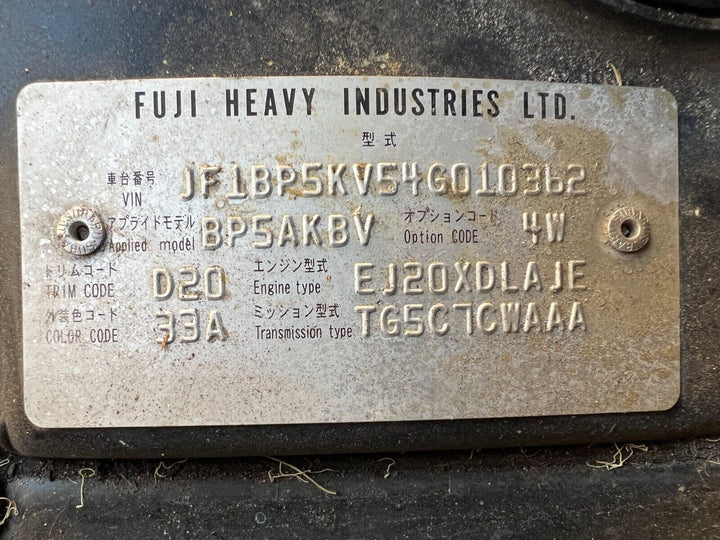 FUJI HEAVY INDUSTRIES LTD.
型式
車台番号 JF1BP5KV54G010362
VIN
アプライドモデル BP5AKBV オプションコード 4W
Applied model Option CODE
トリムコード D20 エンジン型式 EJ20XDLAJE
TRIM CODE Engine type
外装色コード 33A ミッション型式 TG5C7CWAAA
COLOR CODE Transmission type